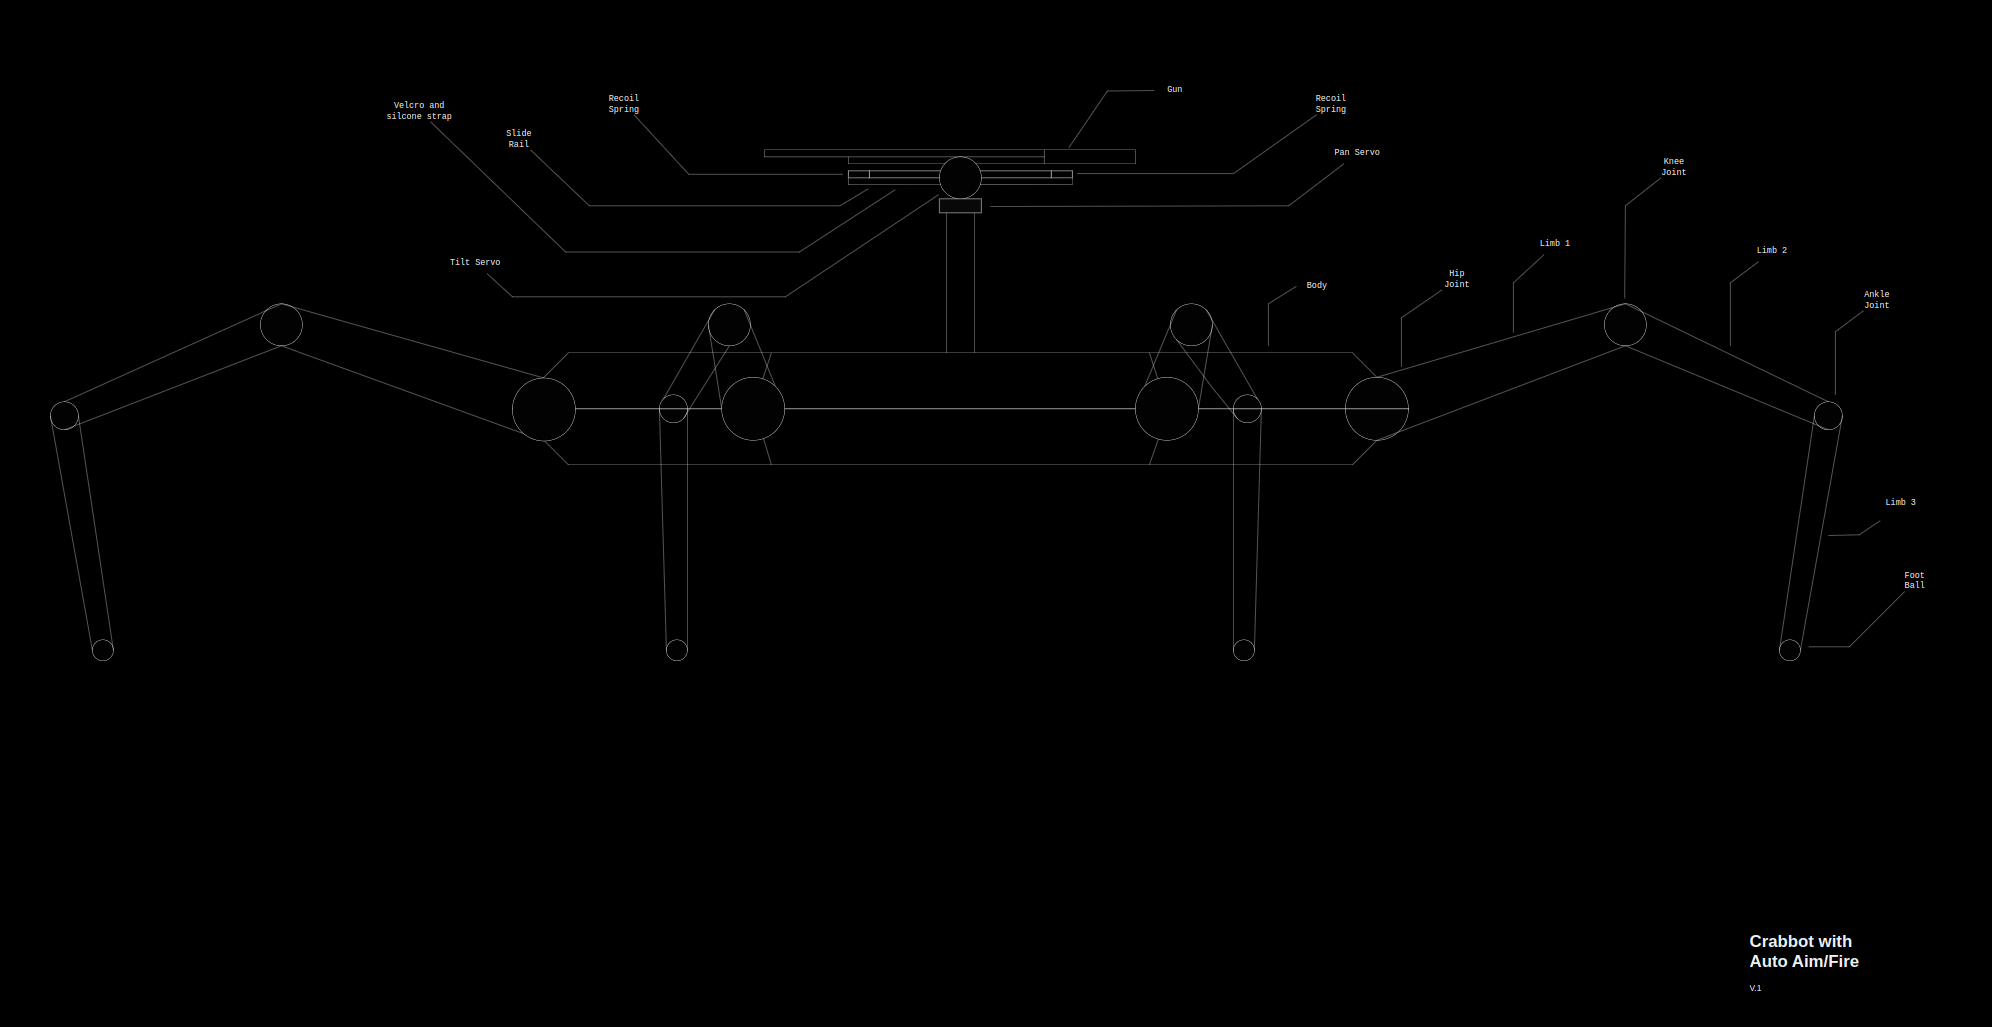 Gun
Recoil
Spring
Recoil
Spring
Velcro and
silcone strap
Slide
Rail
Pan Servo
Knee
Joint
Limb 1
Limb 2
Tilt Servo
Hip
Joint
Body
Ankle
Joint
Limb 3
Foot
Ball
Crabbot with
Auto Aim/Fire
V.1